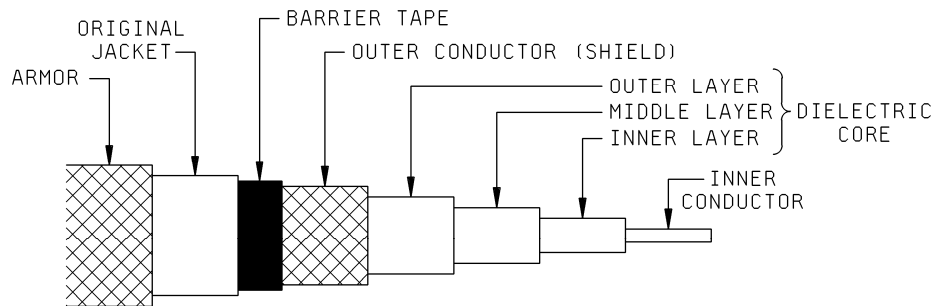 ORIGINAL
JACKET
ARMOR
BARRIER TAPE
OUTER CONDUCTOR (SHIELD)
OUTER LAYER
MIDDLE LAYER
INNER LAYER
DIELECTRIC
CORE
INNER
CONDUCTOR